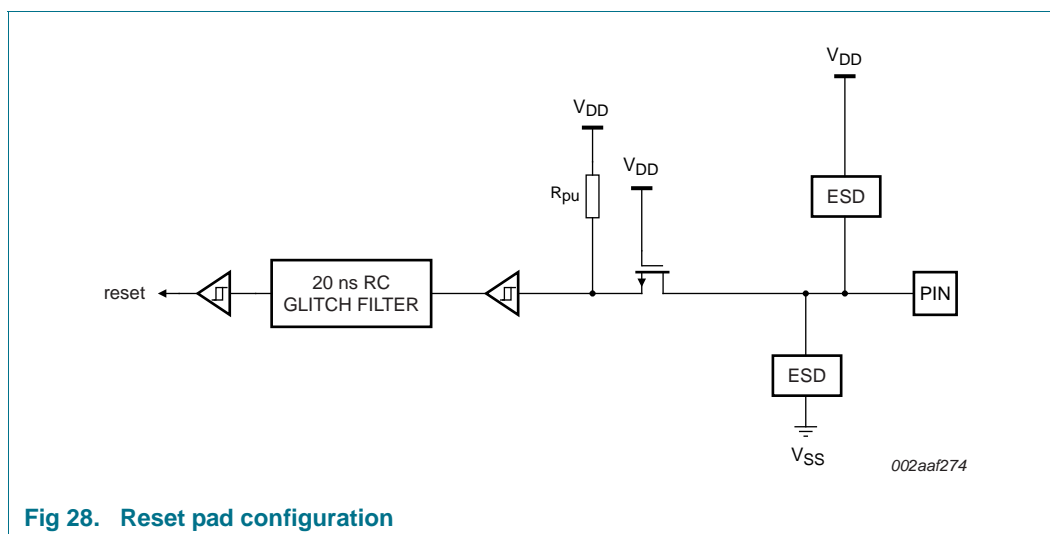 VDD
VDD
VDD
Rpu
ESD
reset
20 ns RC
GLITCH FILTER
PIN
ESD
VSS
002aaf274
Fig 28. Reset pad configuration